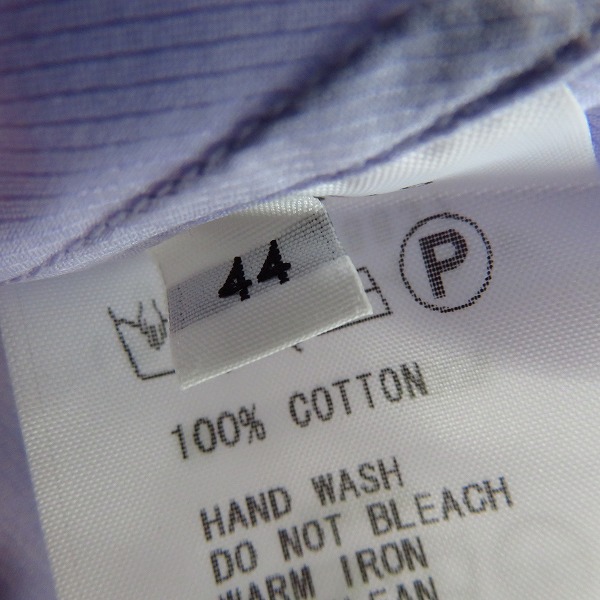 44
P
100% COTTON
HAND WASH
DO NOT BLEACH
WARM IRON